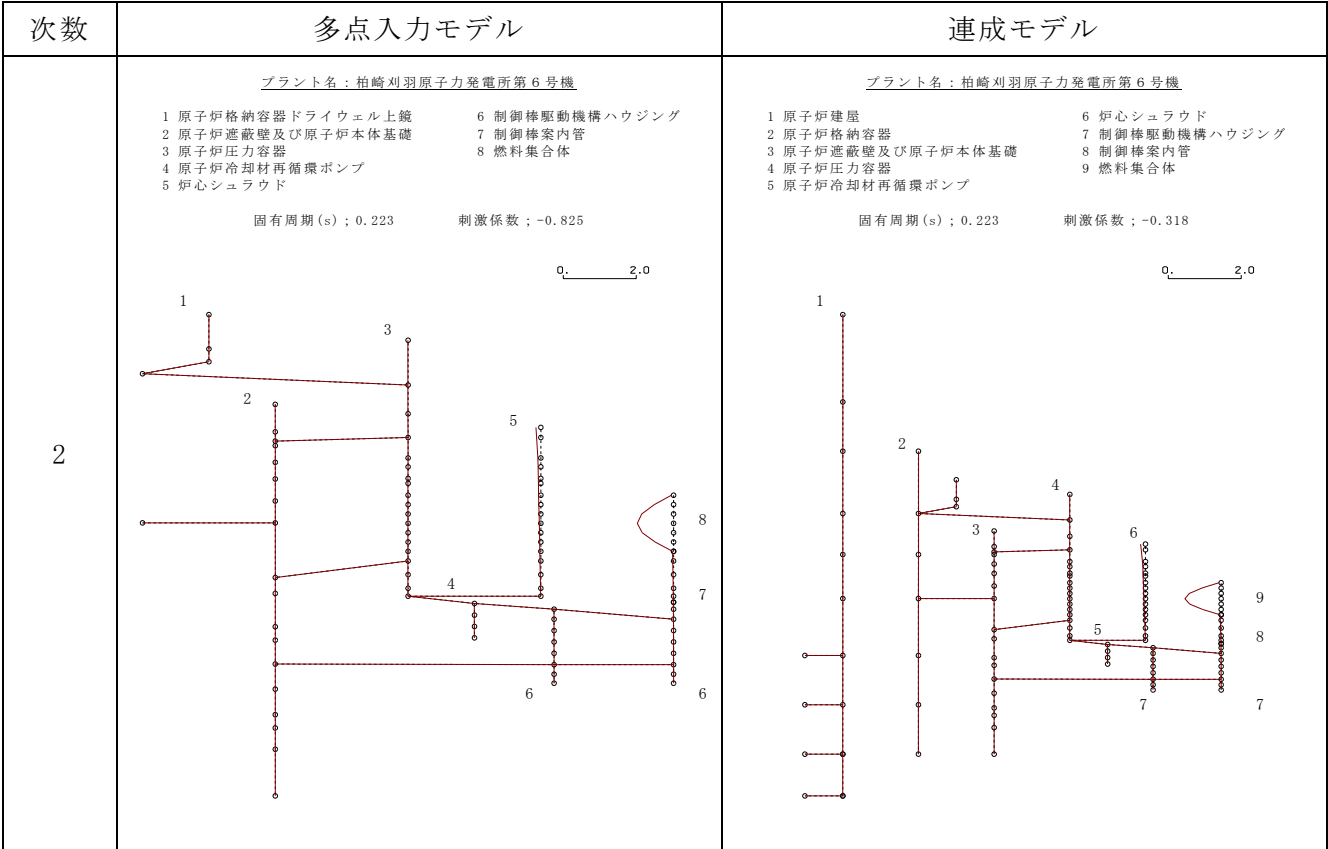 次数
多点入力モデル
連成モデル
2
プラント名：柏崎刈羽原子力発電所第6号機
1 原子炉格納容器ドライウェル上鏡
2 原子炉遮蔽壁及び原子炉本体基礎
3 原子炉圧力容器
4 原子炉冷却材再循環ポンプ
5 炉心シュラウド
6 制御棒駆動機構ハウジング
7 制御棒案内管
8 燃料集合体
固有周期(s)；0.223 刺激係数；-0.825
0. 2.0
1
3
2
5
8
4
7
6
6
プラント名：柏崎刈羽原子力発電所第6号機
1 原子炉建屋
2 原子炉格納容器
3 原子炉遮蔽壁及び原子炉本体基礎
4 原子炉圧力容器
5 原子炉冷却材再循環ポンプ
6 炉心シュラウド
7 制御棒駆動機構ハウジング
8 制御棒案内管
9 燃料集合体
固有周期(s)；0.223 刺激係数；-0.318
0. 2.0
1
2
4
3
6
9
5
8
7
7